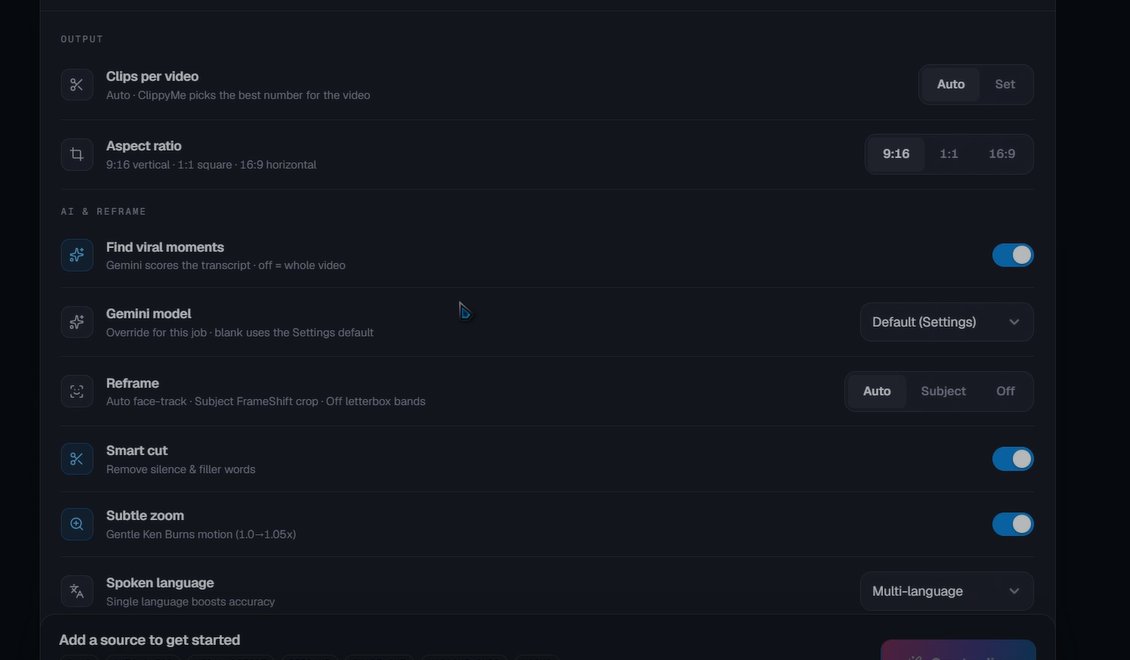 OUTPUT
Clips per video
Auto · ClippyMe picks the best number for the video
Auto Set
Aspect ratio
9:16 vertical · 1:1 square · 16:9 horizontal
9:16 1:1 16:9
AI & REFRAME
Find viral moments
Gemini scores the transcript · off = whole video
Gemini model
Override for this job · blank uses the Settings default
Default (Settings)
Reframe
Auto face-track · Subject FrameShift crop · Off letterbox bands
Auto Subject Off
Smart cut
Remove silence & filler words
Subtle zoom
Gentle Ken Burns motion (1.0→1.05x)
Spoken language
Single language boosts accuracy
Multi-language
Add a source to get started